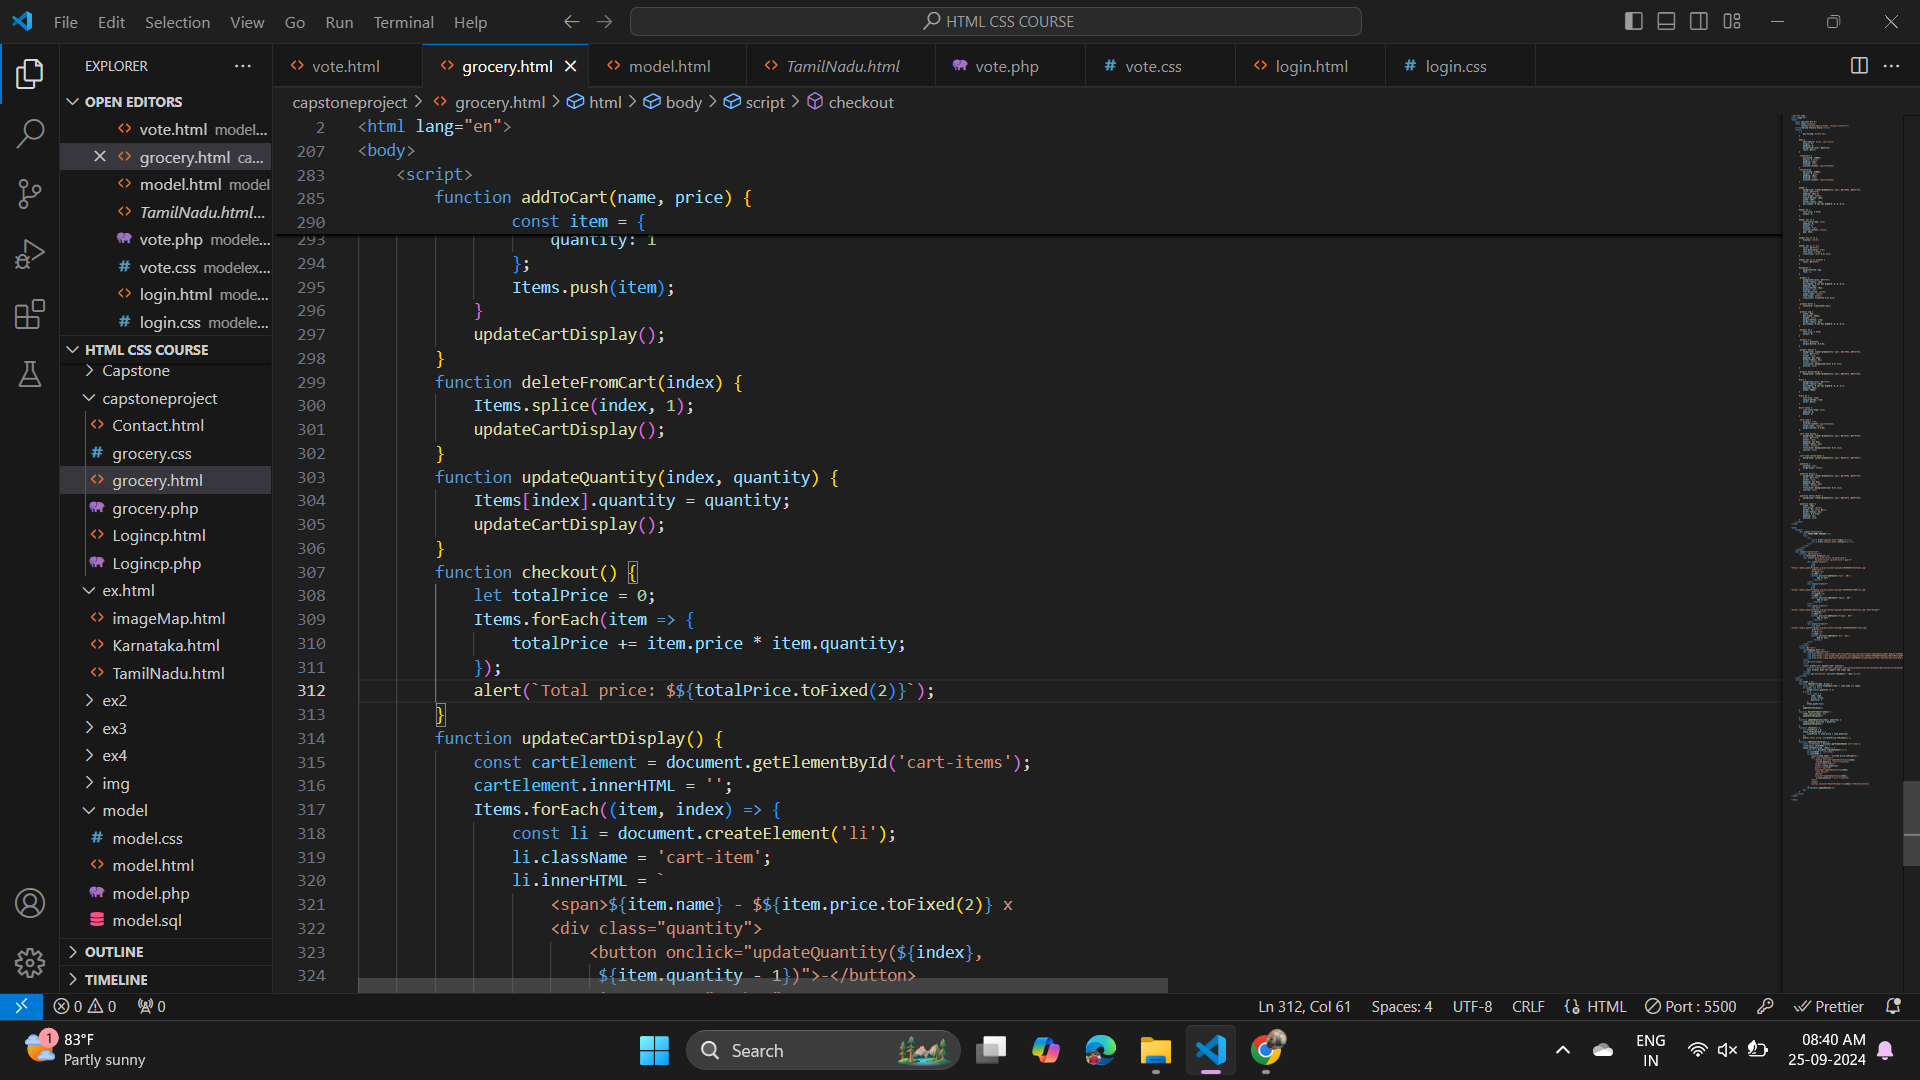 File Edit Selection View Go Run Terminal Help
HTML CSS COURSE
EXPLORER
vote.html
grocery.html
model.html
TamilNadu.html
vote.php
vote.css
login.html
login.css
OPEN EDITORS
vote.html model...
grocery.html ca...
model.html model
TamilNadu.html...
vote.php modele...
vote.css modelex...
login.html mode...
login.css modele...
HTML CSS COURSE
Capstone
capstoneproject
Contact.html
grocery.css
grocery.html
grocery.php
Logincp.html
Logincp.php
ex.html
imageMap.html
Karnataka.html
TamilNadu.html
ex2
ex3
ex4
img
model
model.css
model.html
model.php
model.sql
OUTLINE
TIMELINE
capstoneproject > grocery.html > html > body > script > checkout
2 <html lang="en">
207 <body>
283 <script>
285 function addToCart(name, price) {
290 const item = {
293 quantity: 1
294 };
295 Items.push(item);
296 }
297 updateCartDisplay();
298 }
299 function deleteFromCart(index) {
300 Items.splice(index, 1);
301 updateCartDisplay();
302 }
303 function updateQuantity(index, quantity) {
304 Items[index].quantity = quantity;
305 updateCartDisplay();
306 }
307 function checkout() {
308 let totalPrice = 0;
309 Items.forEach(item => {
310 totalPrice += item.price * item.quantity;
311 });
312 alert(`Total price: $${totalPrice.toFixed(2)}`);
313 }
314 function updateCartDisplay() {
315 const cartElement = document.getElementById('cart-items');
316 cartElement.innerHTML = '';
317 Items.forEach((item, index) => {
318 const li = document.createElement('li');
319 li.className = 'cart-item';
320 li.innerHTML = `
321 <span>${item.name} - $${item.price.toFixed(2)} x
322 <div class="quantity">
323 <button onclick="updateQuantity(${index},
324 ${item.quantity - 1})">-</button>
0 0 0
Ln 312, Col 61 Spaces: 4 UTF-8 CRLF HTML Port : 5500 Prettier
1
83°F
Partly sunny
Search
ENG
IN
08:40 AM
25-09-2024